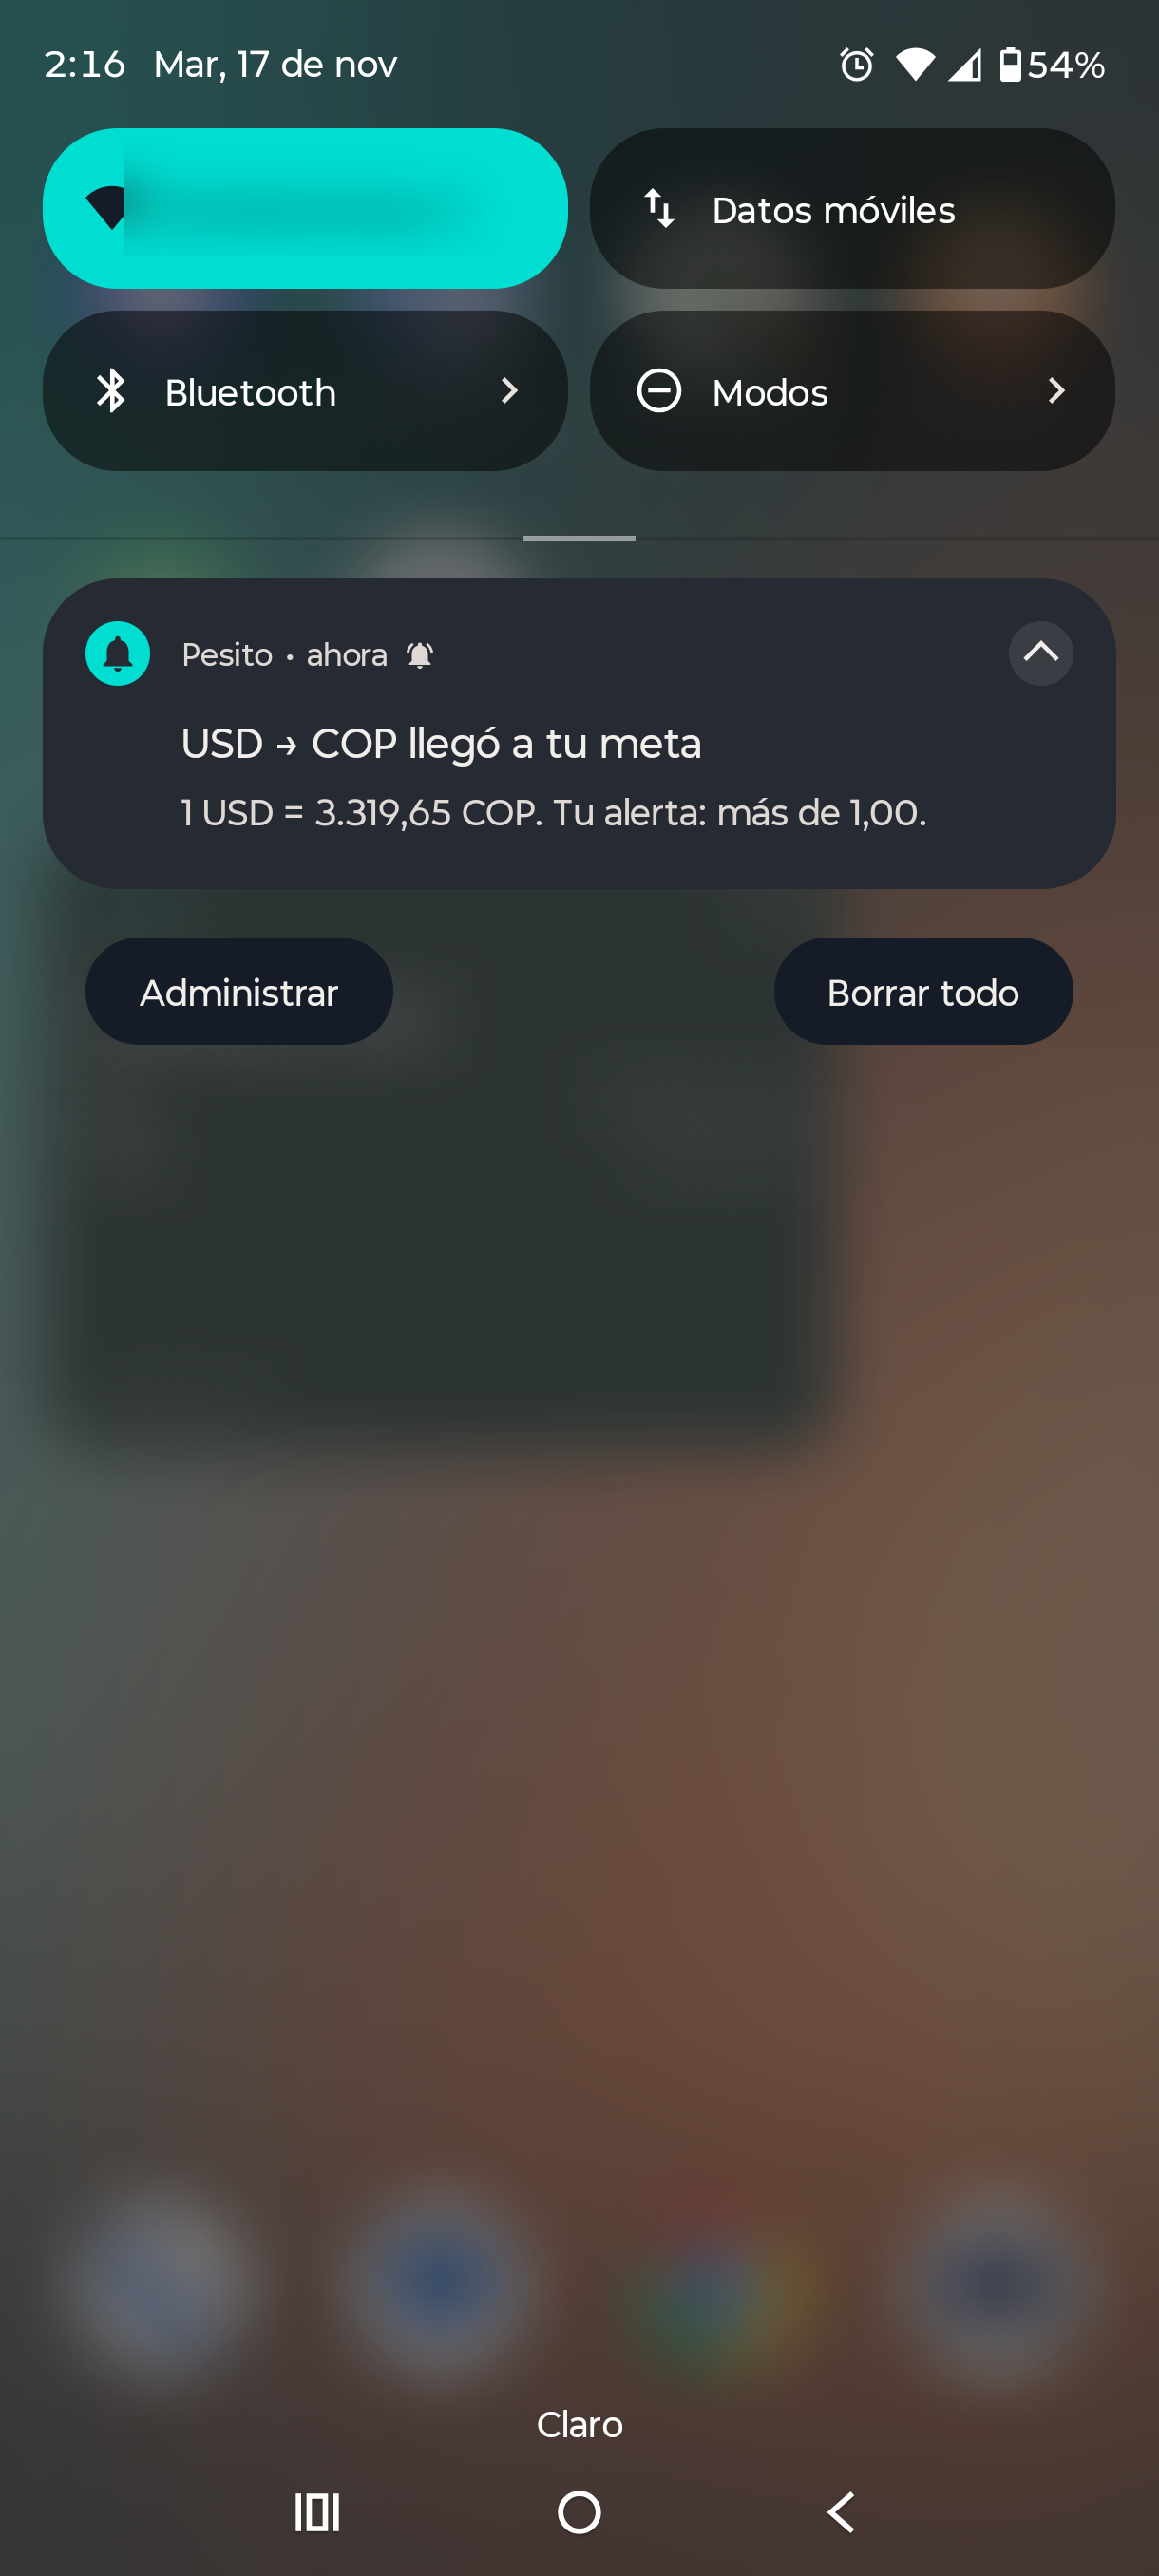 2:16 Mar, 17 de nov 54%
Datos móviles
Bluetooth
Modos
Pesito • ahora
USD → COP llegó a tu meta
1 USD = 3.319,65 COP. Tu alerta: más de 1,00.
Administrar
Borrar todo
Claro